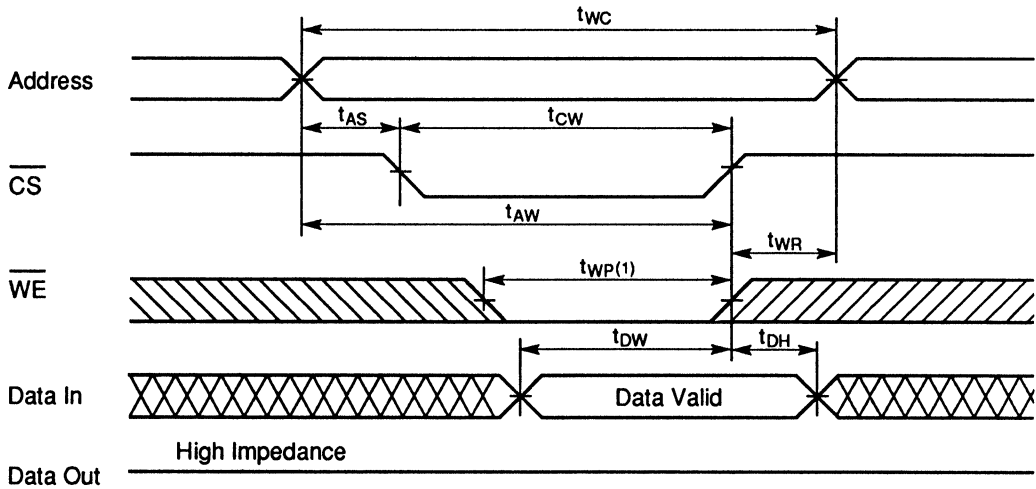 tWC
Address
tAS
tCW
CS
tAW
tWR
WE
tWP(1)
tDW
tDH
Data In
Data Valid
High Impedance
Data Out